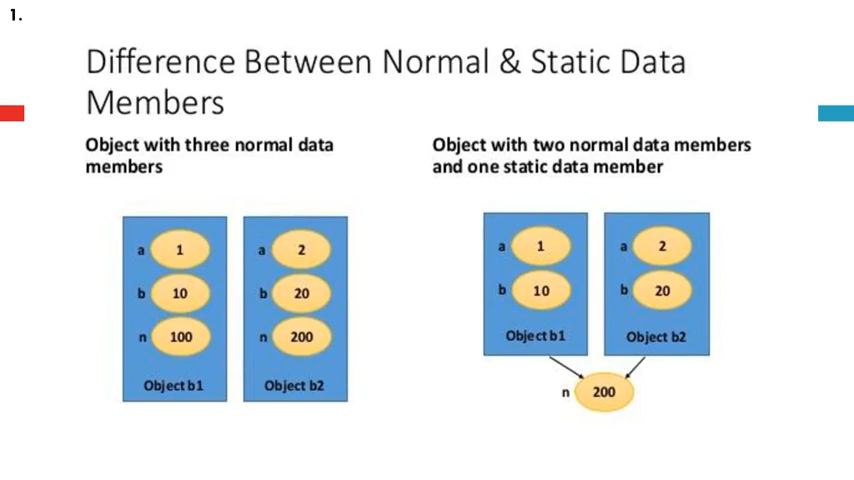 1.
Difference Between Normal & Static Data
Members
Object with three normal data
members
a 1
b 10
n 100
Object b1
a 2
b 20
n 200
Object b2
Object with two normal data members
and one static data member
a 1
b 10
Object b1
a 2
b 20
Object b2
n 200